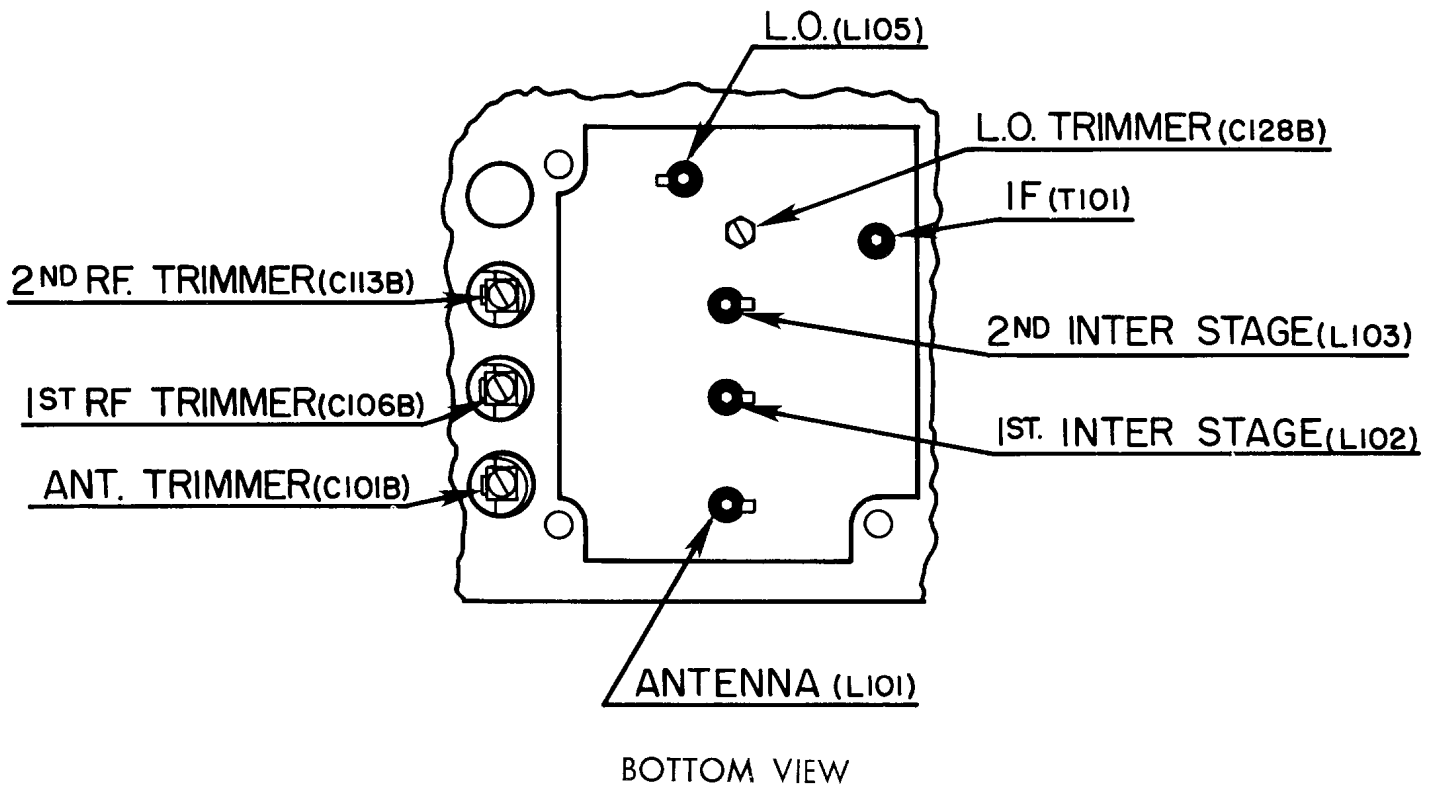 L.O. (L105)
L.O. TRIMMER (C128B)
IF (T101)
2ND RF. TRIMMER (C113B)
2ND INTER STAGE (L103)
1ST RF TRIMMER (C106B)
1ST. INTER STAGE (L102)
ANT. TRIMMER (C101B)
ANTENNA (L101)
BOTTOM VIEW